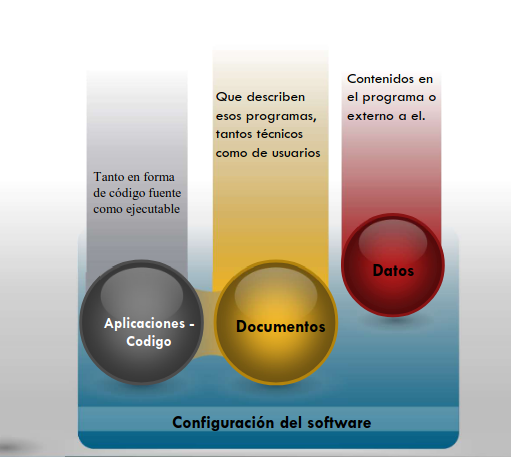 Tanto en forma
de código fuente
como ejecutable
Que describen
esos programas,
tantos técnicos
como de usuarios
Contenidos en
el programa o
externo a el.
Aplicaciones -
Codigo
Documentos
Datos
Configuración del software